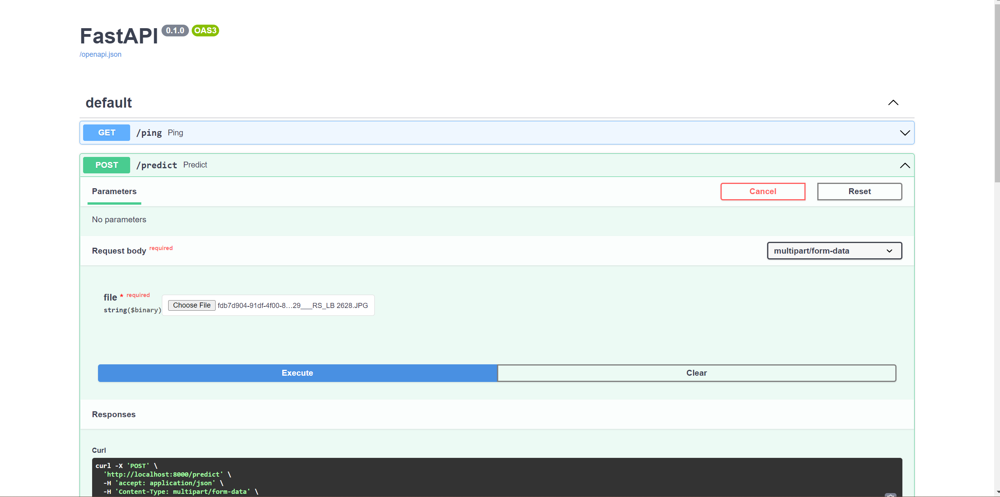 FastAPI 0.1.0 OAS3
/openapi.json
default
GET /ping Ping
POST /predict Predict
Parameters
Cancel
Reset
No parameters
Request body required
multipart/form-data
file * required
string($binary)
Choose File fdb7d904-91df-4f00-8...29___RS_LB 2628.JPG
Execute
Clear
Responses
Curl
curl -X 'POST' \
'http://localhost:8000/predict' \
-H 'accept: application/json' \
-H 'Content-Type: multipart/form-data' \